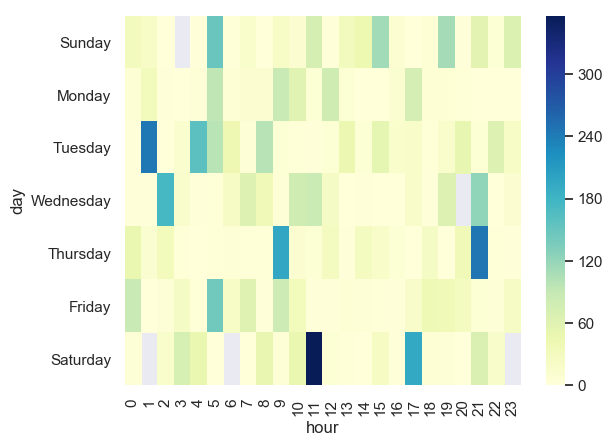 Sunday
Monday
Tuesday
Wednesday
Thursday
Friday
Saturday
day
0 1 2 3 4 5 6 7 8 9 10 11 12 13 14 15 16 17 18 19 20 21 22 23
hour
300
240
180
120
60
0